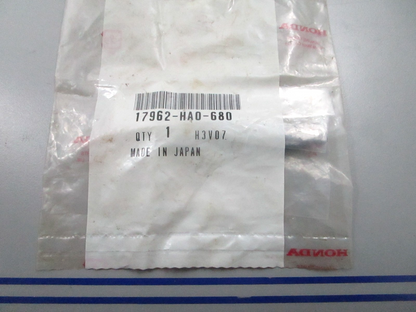 HONDA
17962-HA0-680
QTY 1 H3V07
MADE IN JAPAN
HONDA